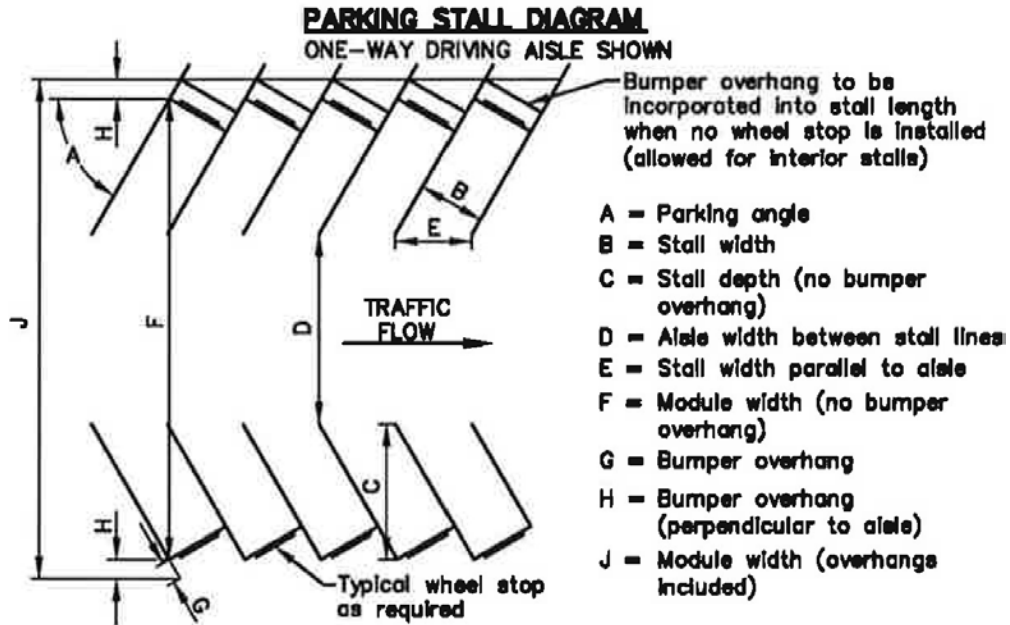 PARKING STALL DIAGRAM
ONE-WAY DRIVING AISLE SHOWN
Bumper overhang to be
incorporated into stall length
when no wheel stop is installed
(allowed for interior stalls)
H
A
B
E
J
F
D
TRAFFIC
FLOW
C
H
G
Typical wheel stop
as required
A = Parking angle
B = Stall width
C = Stall depth (no bumper
overhang)
D = Aisle width between stall lines
E = Stall width parallel to aisle
F = Module width (no bumper
overhang)
G = Bumper overhang
H = Bumper overhang
(perpendicular to aisle)
J = Module width (overhangs
included)